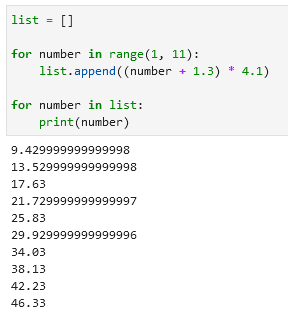 list = []
for number in range(1, 11):
    list.append((number + 1.3) * 4.1)
for number in list:
    print(number)
9.429999999999998
13.529999999999998
17.63
21.729999999999997
25.83
29.929999999999996
34.03
38.13
42.23
46.33